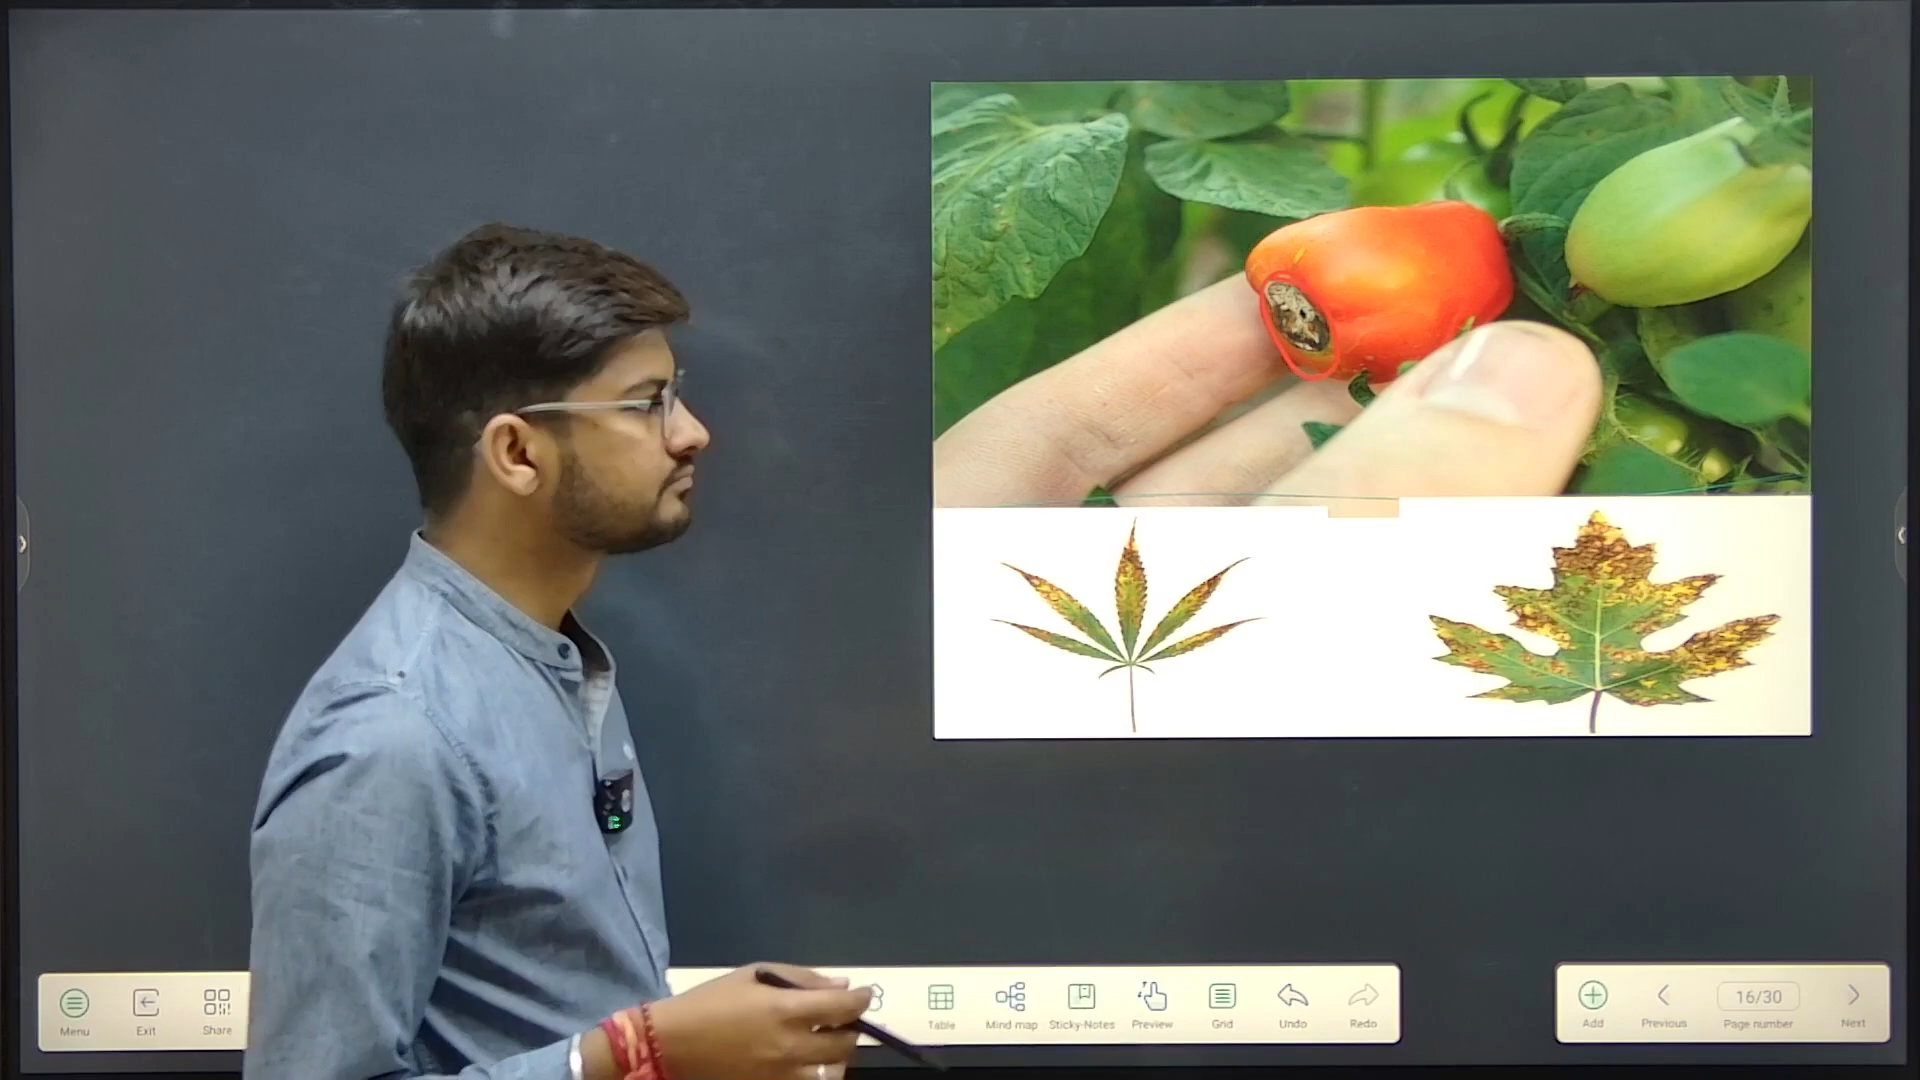 Menu
Exit
Share
Table
Mind map
Sticky-Notes
Preview
Grid
Undo
Redo
Add
Previous
16/30
Page number
Next